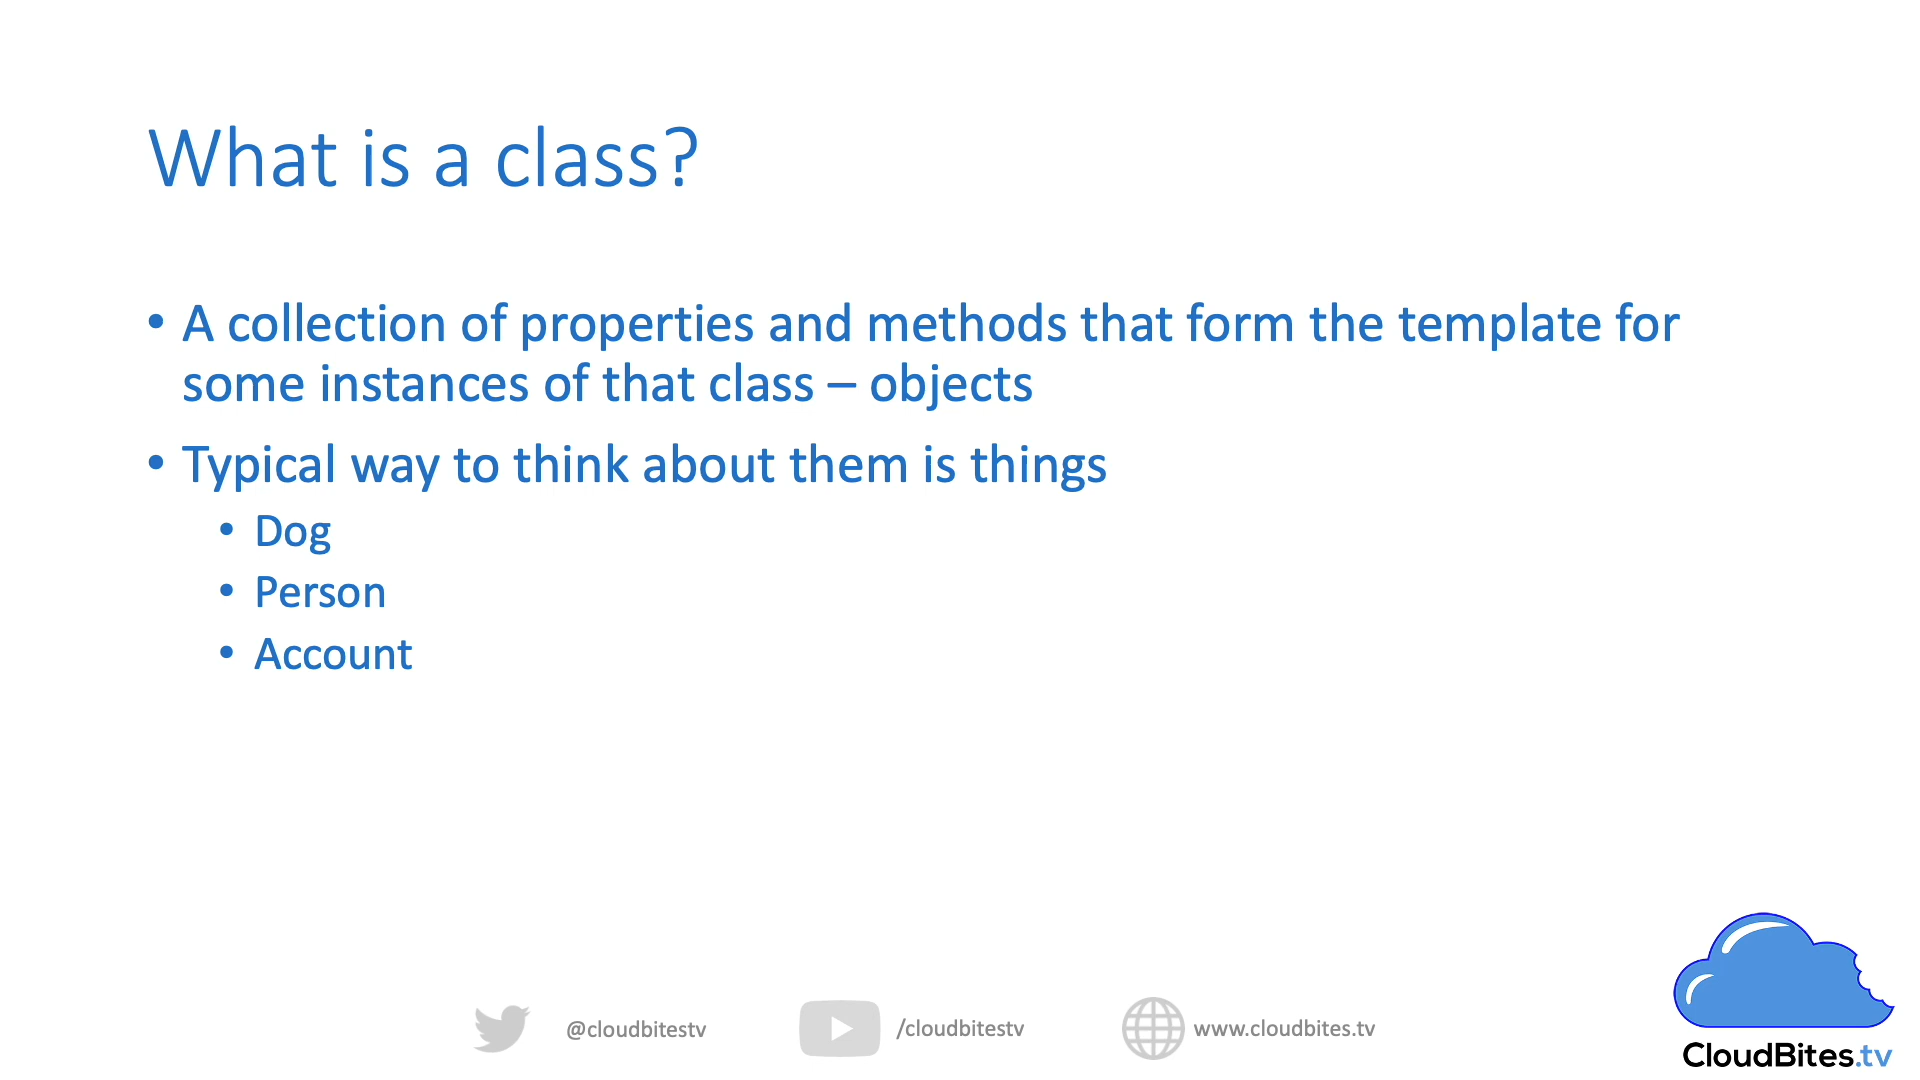 What is a class?
• A collection of properties and methods that form the template for
some instances of that class – objects
• Typical way to think about them is things
• Dog
• Person
• Account
@cloudbitestv
/cloudbitestv
www.cloudbites.tv
CloudBites.tv